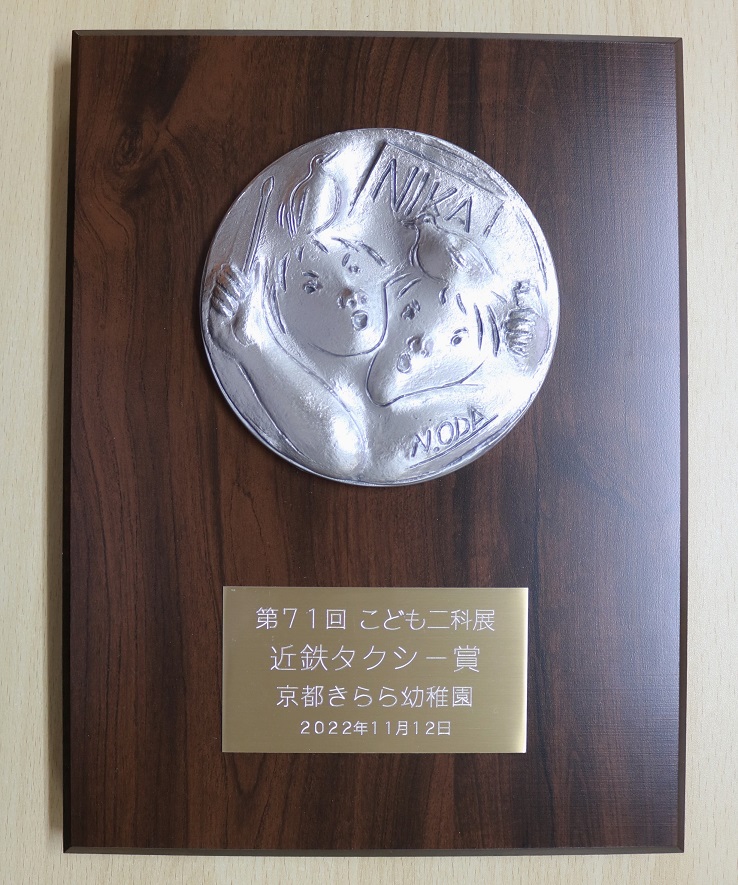 NIKA
N.ODA
第71回 こども二科展
近鉄タクシー賞
京都きらら幼稚園
2022年11月12日